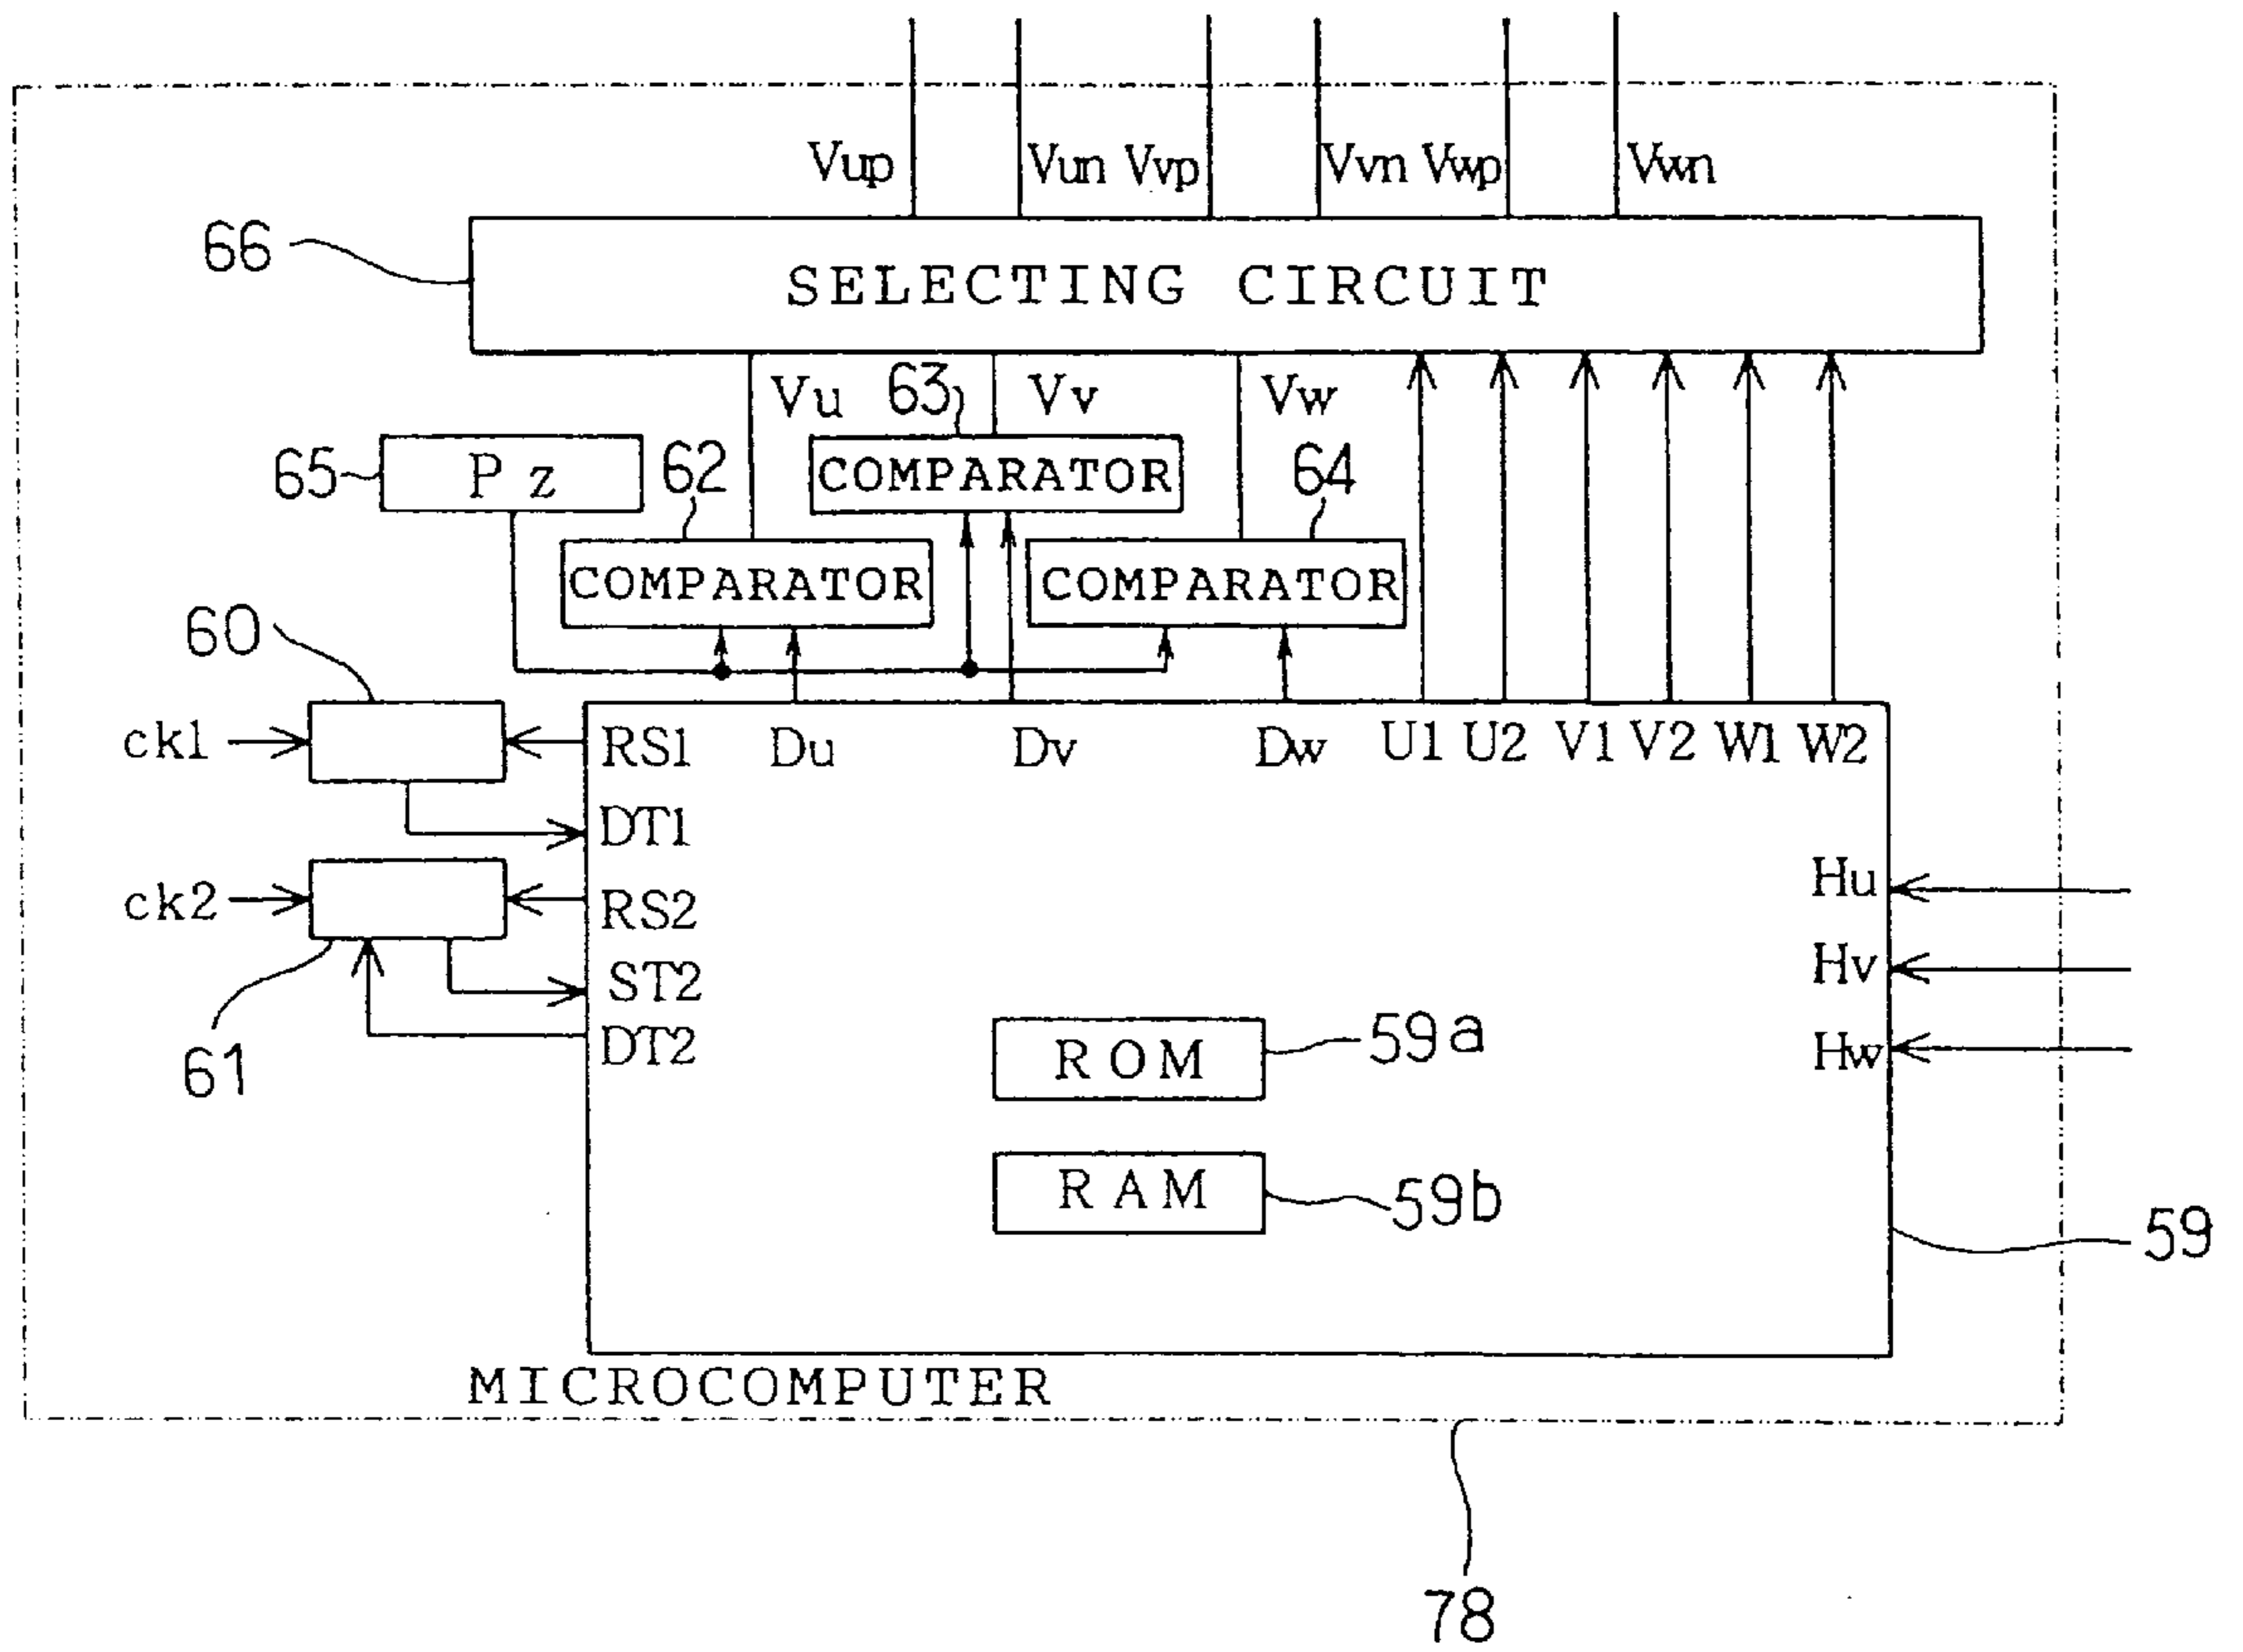 Vup Vun Vvp Vvn Vwp Vwn
66
SELECTING CIRCUIT
Vu 63 Vv Vw
65 Pz 62 COMPARATOR 64
COMPARATOR COMPARATOR
60
ck1 RS1 Du Dv Dw U1 U2 V1 V2 W1 W2
DT1
ck2 RS2 Hu
ST2 Hv
61 DT2 ROM 59a Hw
RAM 59b
59
MICROCOMPUTER
78